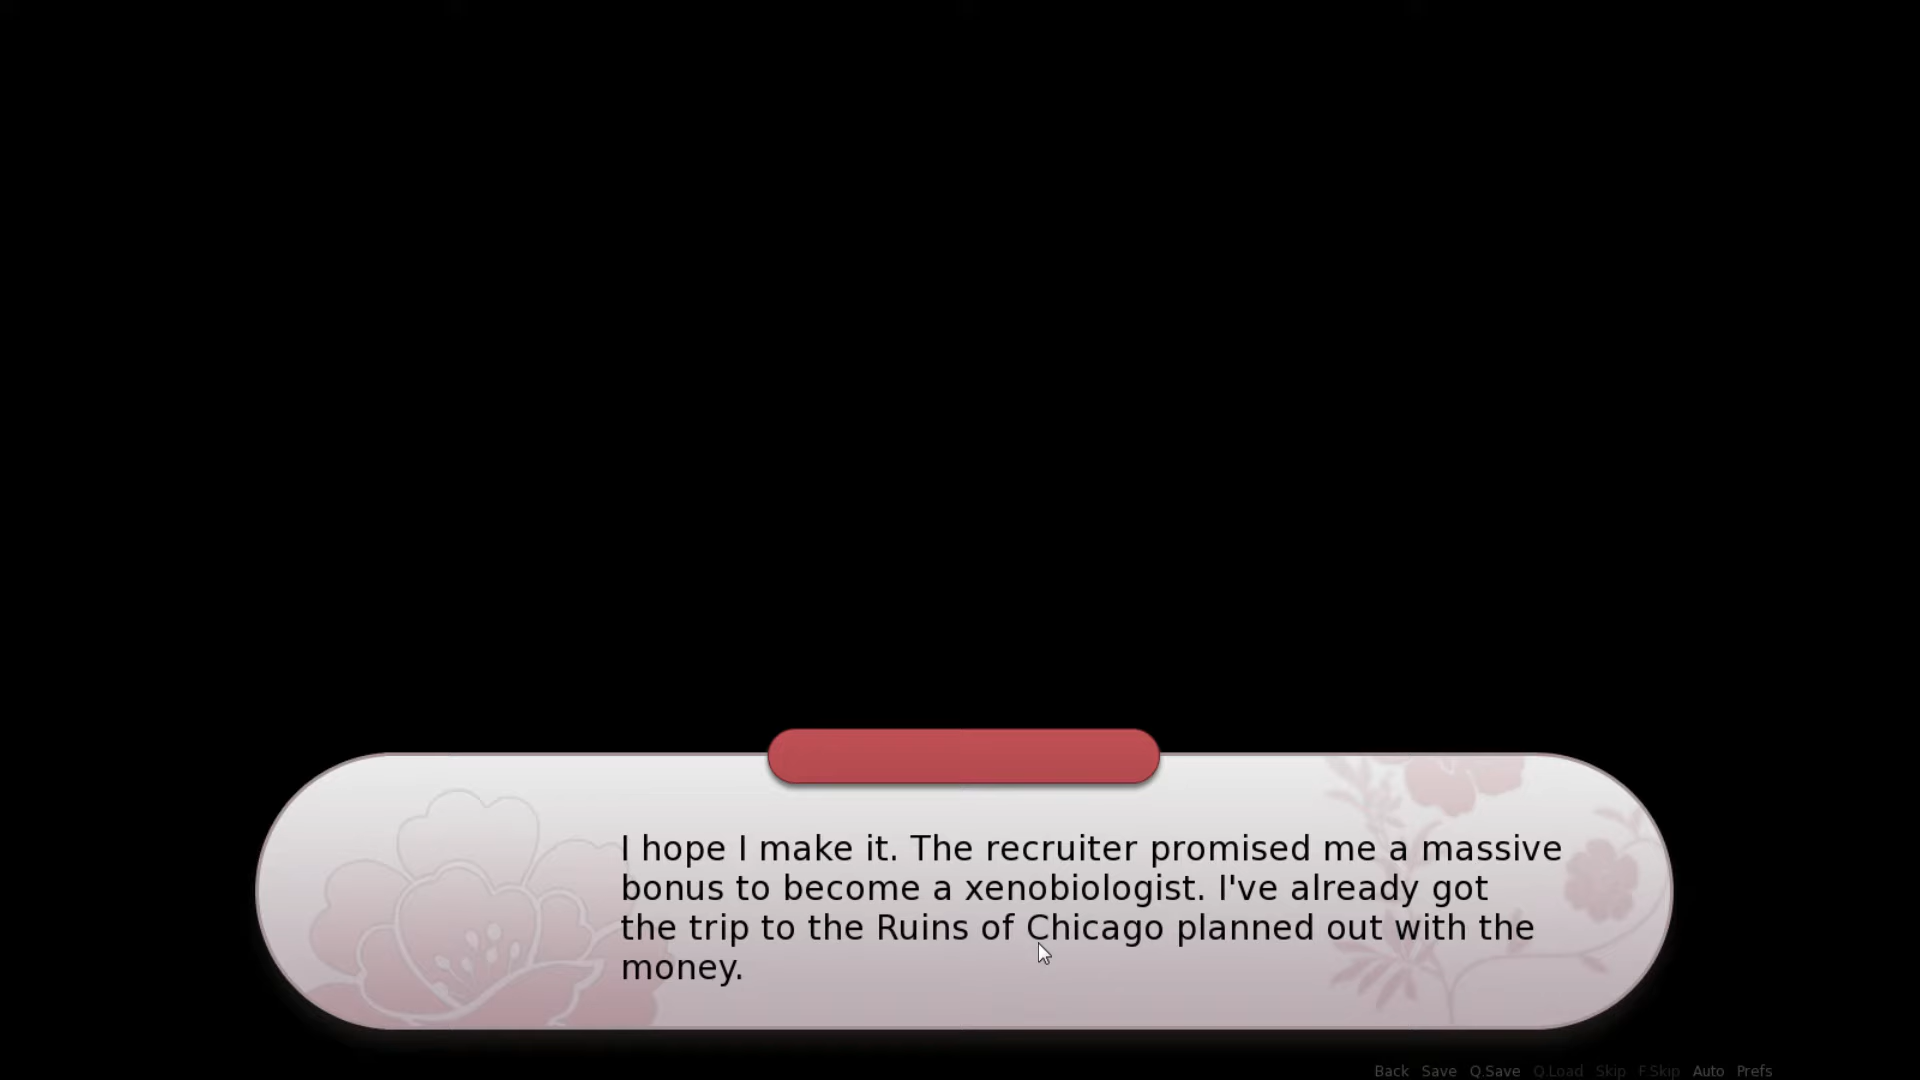 I hope I make it. The recruiter promised me a massive
bonus to become a xenobiologist. I've already got
the trip to the Ruins of Chicago planned out with the
money.
Back Save Q.Save Q.Load Skip F.Skip Auto Prefs